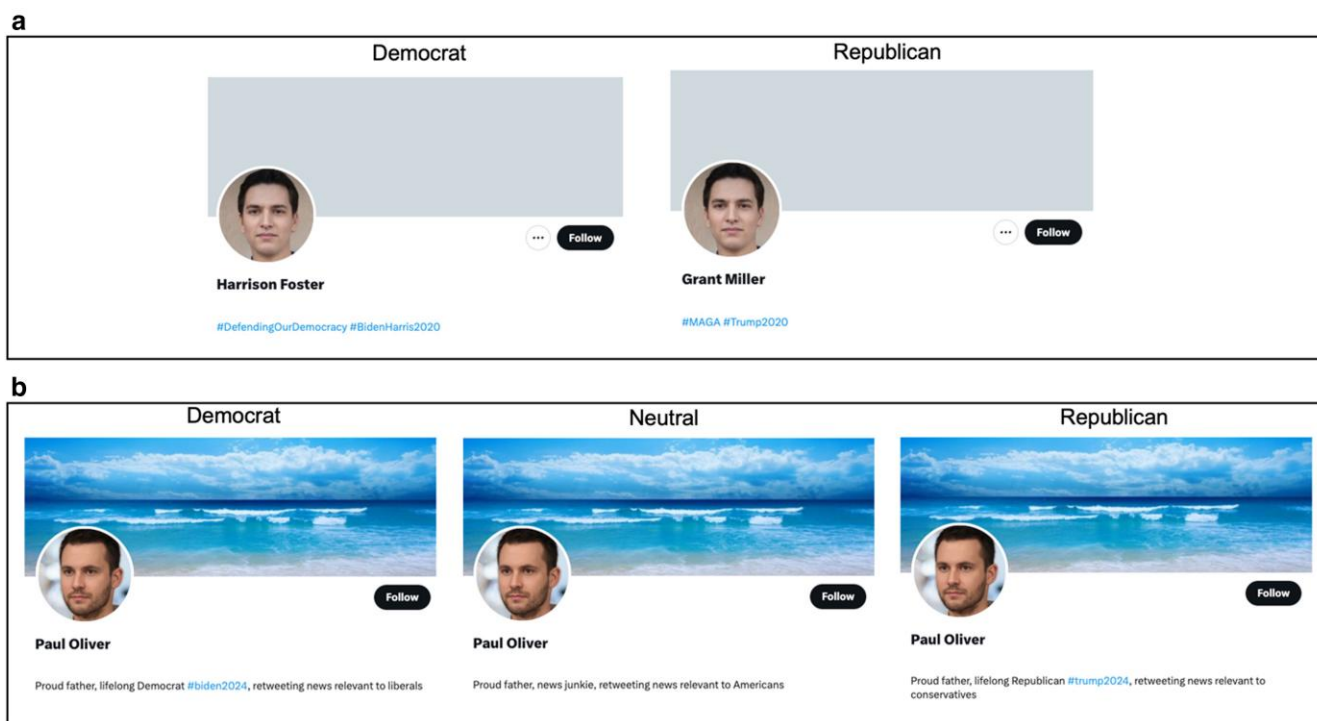 a
Democrat
Republican
... Follow
... Follow
Harrison Foster
Grant Miller
#DefendingOurDemocracy #BidenHarris2020
#MAGA #Trump2020
b
Democrat
Neutral
Republican
Follow
Follow
Follow
Paul Oliver
Paul Oliver
Paul Oliver
Proud father, lifelong Democrat #biden2024, retweeting news relevant to liberals
Proud father, news junkie, retweeting news relevant to Americans
Proud father, lifelong Republican #trump2024, retweeting news relevant to
conservatives